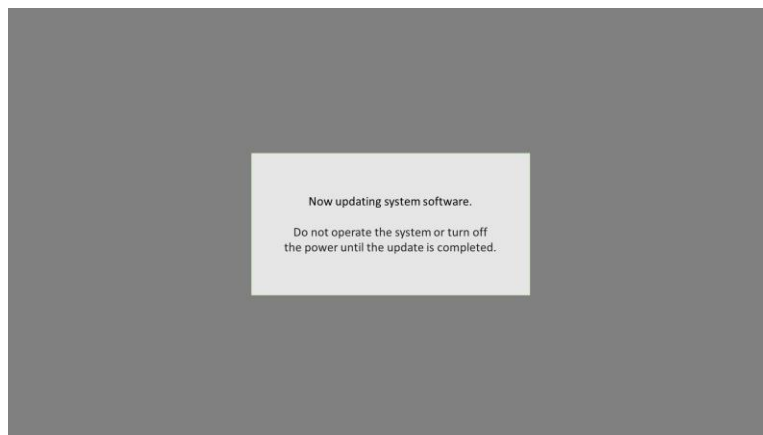 Now updating system software.
Do not operate the system or turn off
the power until the update is completed.